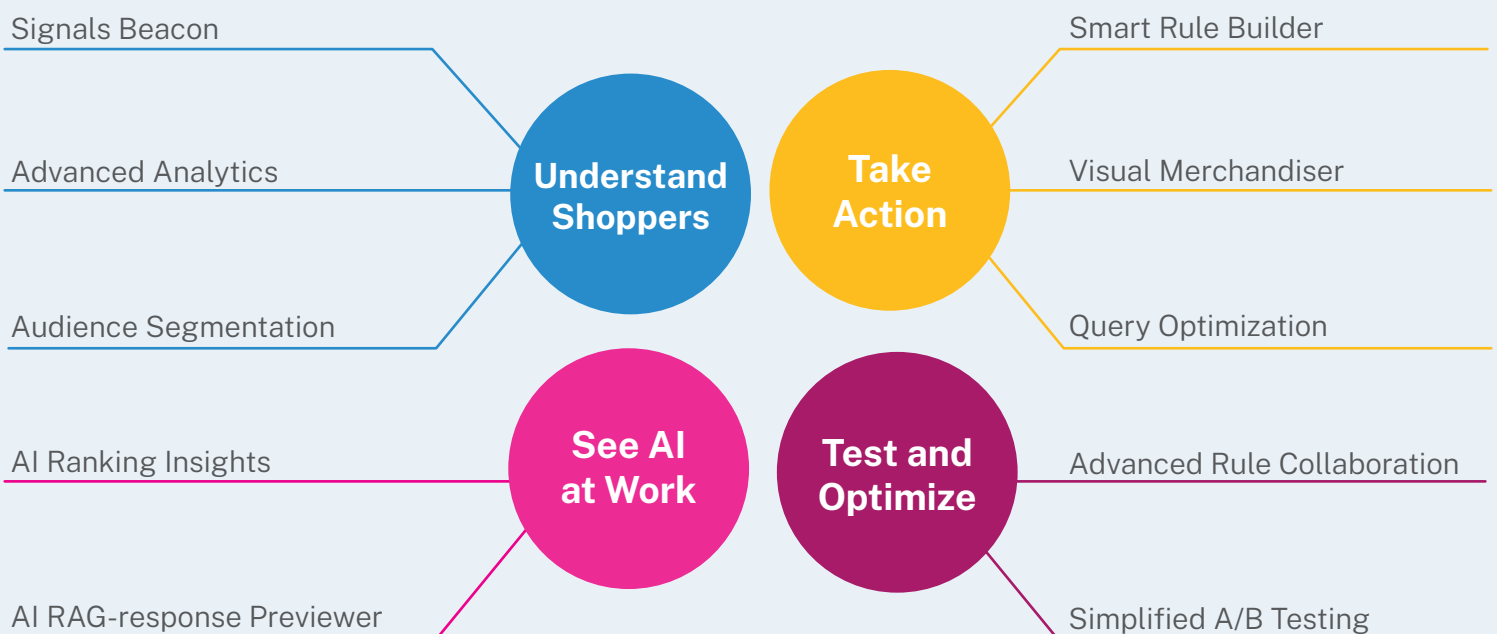 Signals Beacon
Advanced Analytics
Audience Segmentation
Understand
Shoppers
Take
Action
Smart Rule Builder
Visual Merchandiser
Query Optimization
AI Ranking Insights
AI RAG-response Previewer
See AI
at Work
Test and
Optimize
Advanced Rule Collaboration
Simplified A/B Testing